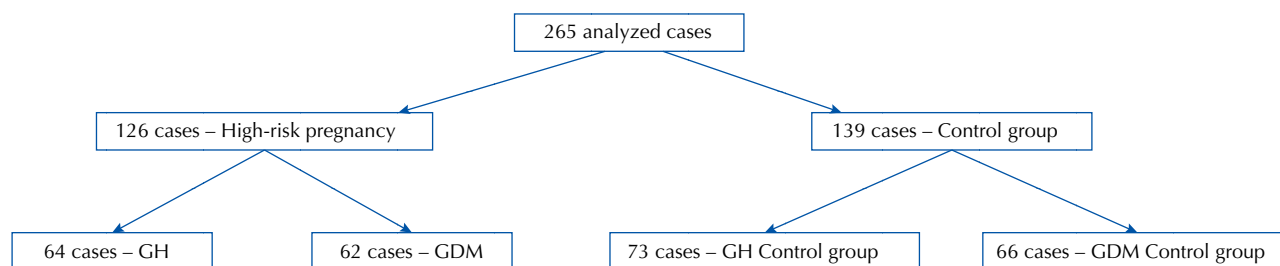 265 analyzed cases
126 cases – High-risk pregnancy
139 cases – Control group
64 cases – GH
62 cases – GDM
73 cases – GH Control group
66 cases – GDM Control group